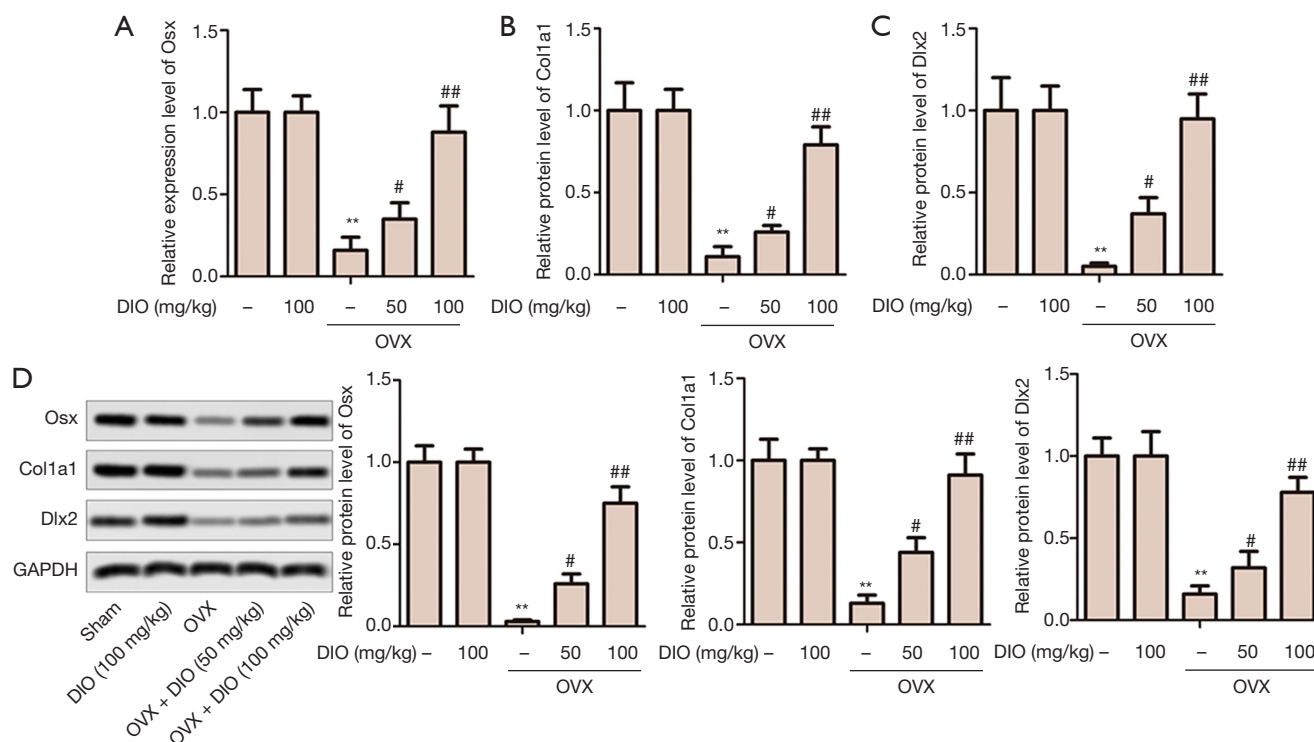 A
Relative expression level of Osx
1.5
1.0
0.5
0.0
**
#
##
DIO (mg/kg) – 100 – 50 100
OVX
B
Relative protein level of Col1a1
1.5
1.0
0.5
0.0
**
#
##
DIO (mg/kg) – 100 – 50 100
OVX
C
Relative protein level of Dlx2
1.5
1.0
0.5
0.0
**
#
##
DIO (mg/kg) – 100 – 50 100
OVX
D
Osx
Col1a1
Dlx2
GAPDH
Sham
DIO (100 mg/kg)
OVX
OVX + DIO (50 mg/kg)
OVX + DIO (100 mg/kg)
Relative protein level of Osx
1.5
1.0
0.5
0.0
**
#
##
DIO (mg/kg) – 100 – 50 100
OVX
Relative protein level of Col1a1
1.5
1.0
0.5
0.0
**
#
##
DIO (mg/kg) – 100 – 50 100
OVX
Relative protein level of Dlx2
1.5
1.0
0.5
0.0
**
#
##
DIO (mg/kg) – 100 – 50 100
OVX